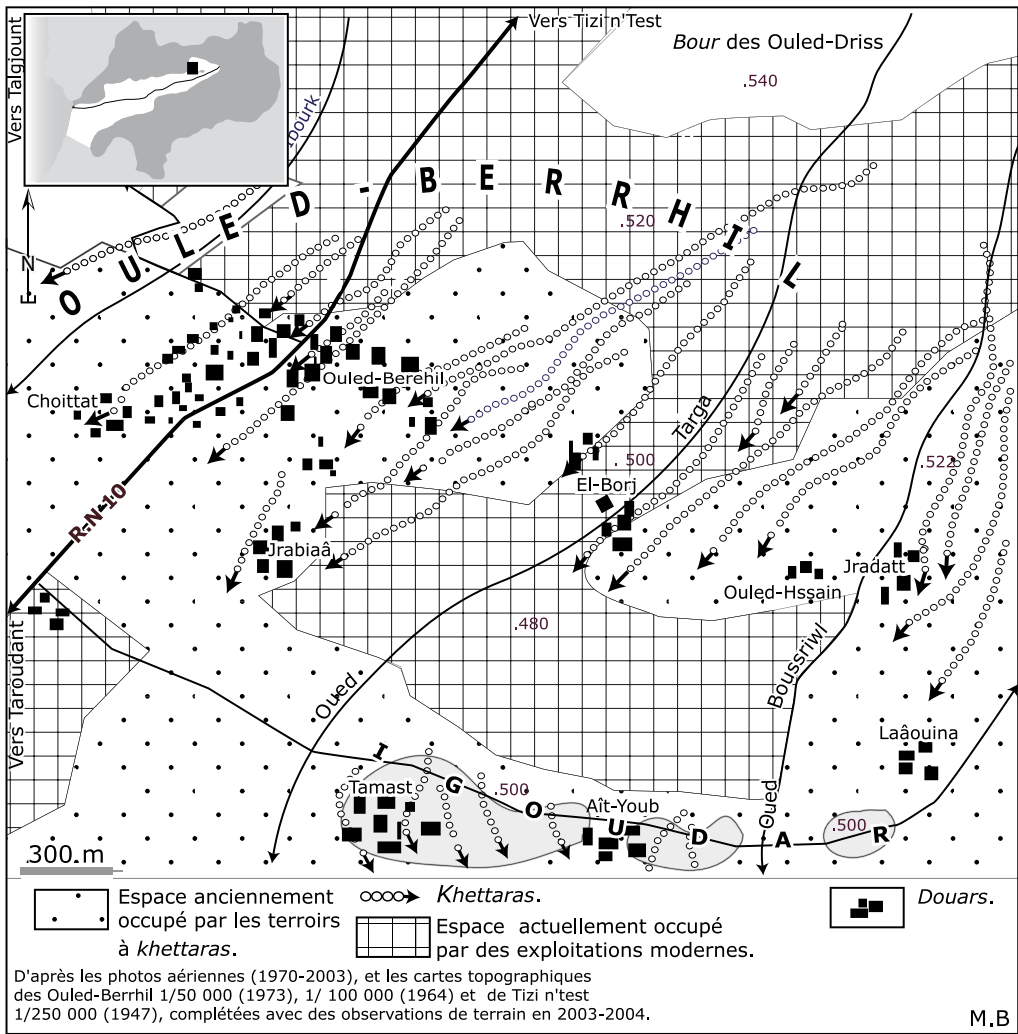 Vers Tizi n'Test
Bour des Ouled-Driss
.540
Vers Talgjount
OULED-BERRHIL
.520
N
E
Choittat
Ouled-Berehil
Targa
.500
.522
El-Borj
R-N-10
Jrabiaâ
Jradatt
Ouled-Hssain
.480
Boussriwl
Oued
Vers Taroudant
Laâouina
IGOUDAR
Tamast
.500
Aît-Youb
Oued
.500
300 m
Espace anciennement
occupé par les terroirs
à khettaras.
Khettaras.
Espace actuellement occupé
par des exploitations modernes.
Douars.
D'après les photos aériennes (1970-2003), et les cartes topographiques
des Ouled-Berrhil 1/50 000 (1973), 1/ 100 000 (1964) et de Tizi n'test
1/250 000 (1947), complétées avec des observations de terrain en 2003-2004.
M.B